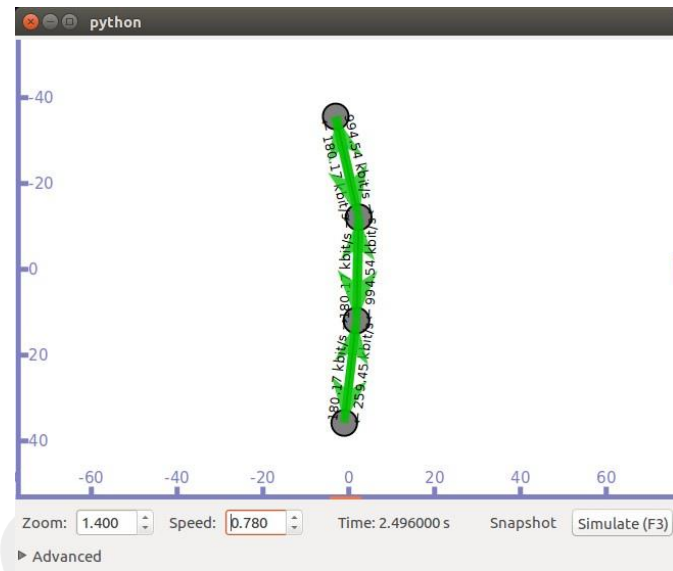 python
-40
-20
0
20
40
994.54 kbit/s
180.17 kbit/s
180.17 kbit/s
994.54 kbit/s
180.17 kbit/s
259.45 kbit/s
-60 -40 -20 0 20 40 60
Zoom: 1.400 Speed: 0.780 Time: 2.496000 s Snapshot Simulate (F3)
Advanced